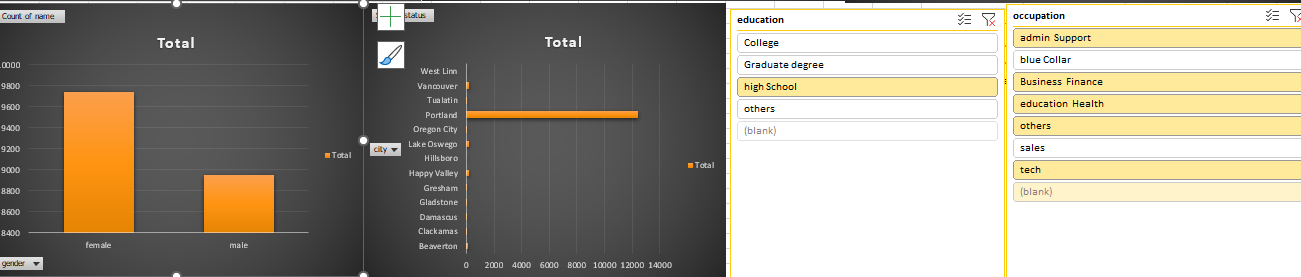 Count of name
Total
0000
9800
9600
9400
9200
9000
8800
8600
8400
female
male
Total
gender
status
Total
West Linn
Vancouver
Tualatin
Portland
Oregon City
Lake Oswego
Hillsboro
Happy Valley
Gresham
Gladstone
Damascus
Clackamas
Beaverton
0 2000 4000 6000 8000 10000 12000 14000
city
Total
education
College
Graduate degree
high School
others
(blank)
occupation
admin Support
blue Collar
Business Finance
education Health
others
sales
tech
(blank)